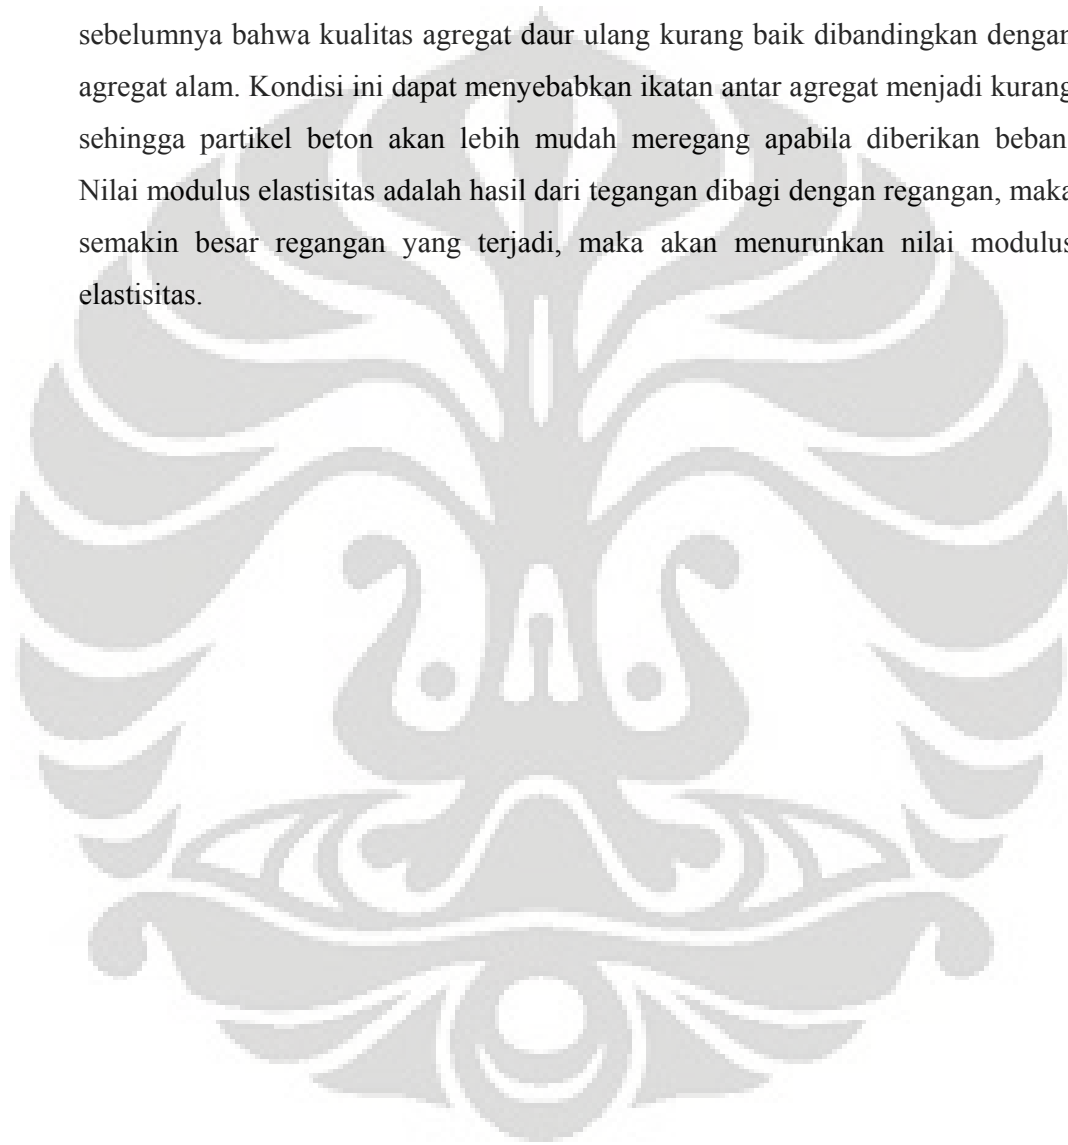 sebelumnya bahwa kualitas agregat daur ulang kurang baik dibandingkan dengan
agregat alam. Kondisi ini dapat menyebabkan ikatan antar agregat menjadi kurang
sehingga partikel beton akan lebih mudah meregang apabila diberikan beban
Nilai modulus elastisitas adalah hasil dari tegangan dibagi dengan regangan, maka
semakin besar regangan yang terjadi, maka akan menurunkan nilai modulus
elastisitas.